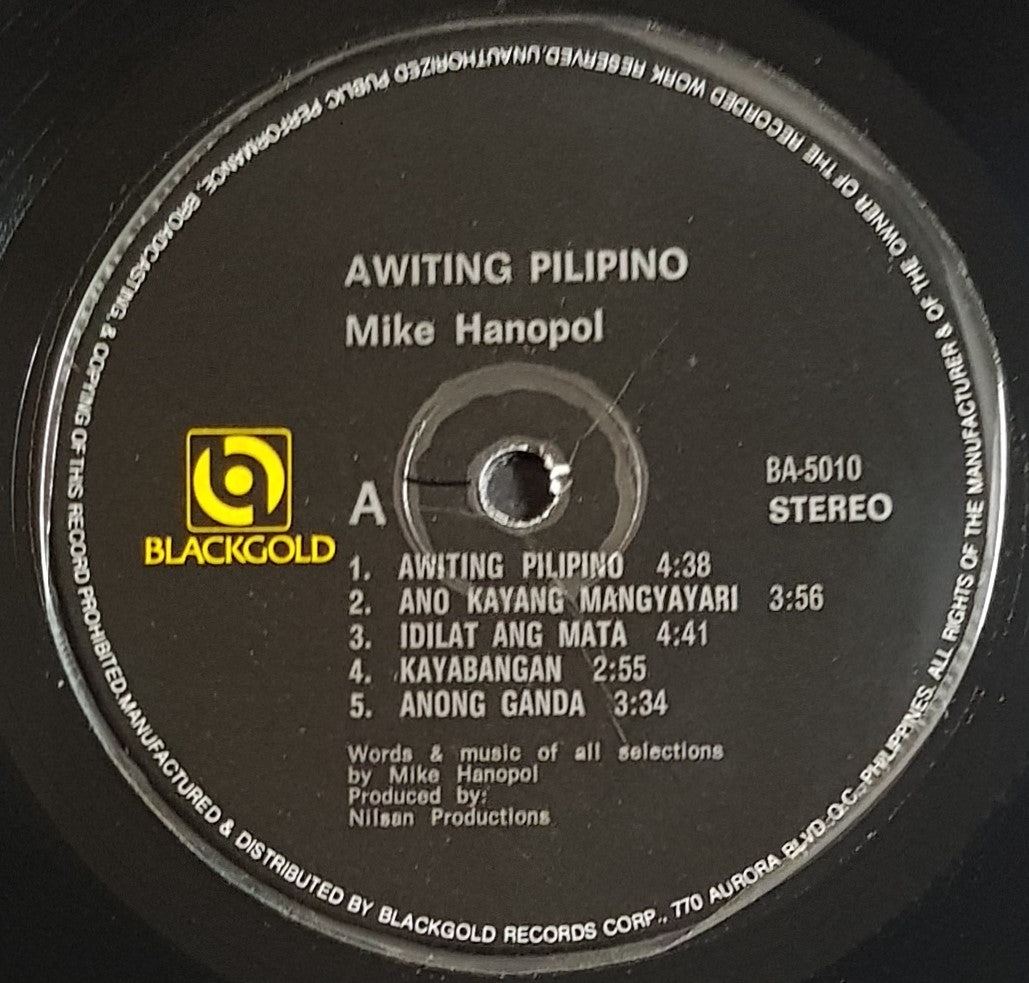 AWITING PILIPINO
Mike Hanopol
BLACKGOLD
A
BA-5010
STEREO
1. AWITING PILIPINO 4:38
2. ANO KAYANG MANGYAYARI 3:56
3. IDILAT ANG MATA 4:41
4. KAYABANGAN 2:55
5. ANONG GANDA 3:34
Words & music of all selections
by Mike Hanopol
Produced by:
Nilsan Productions
MANUFACTURED & DISTRIBUTED BY BLACKGOLD RECORDS CORP., 770 AURORA BLVD. Q.C., PHILIPPINES. ALL RIGHTS OF THE MANUFACTURER & OF THE OWNER OF THE RECORDED WORK RESERVED. UNAUTHORIZED PUBLIC PERFORMANCE, BROADCASTING, & COPYING OF THIS RECORD PROHIBITED.